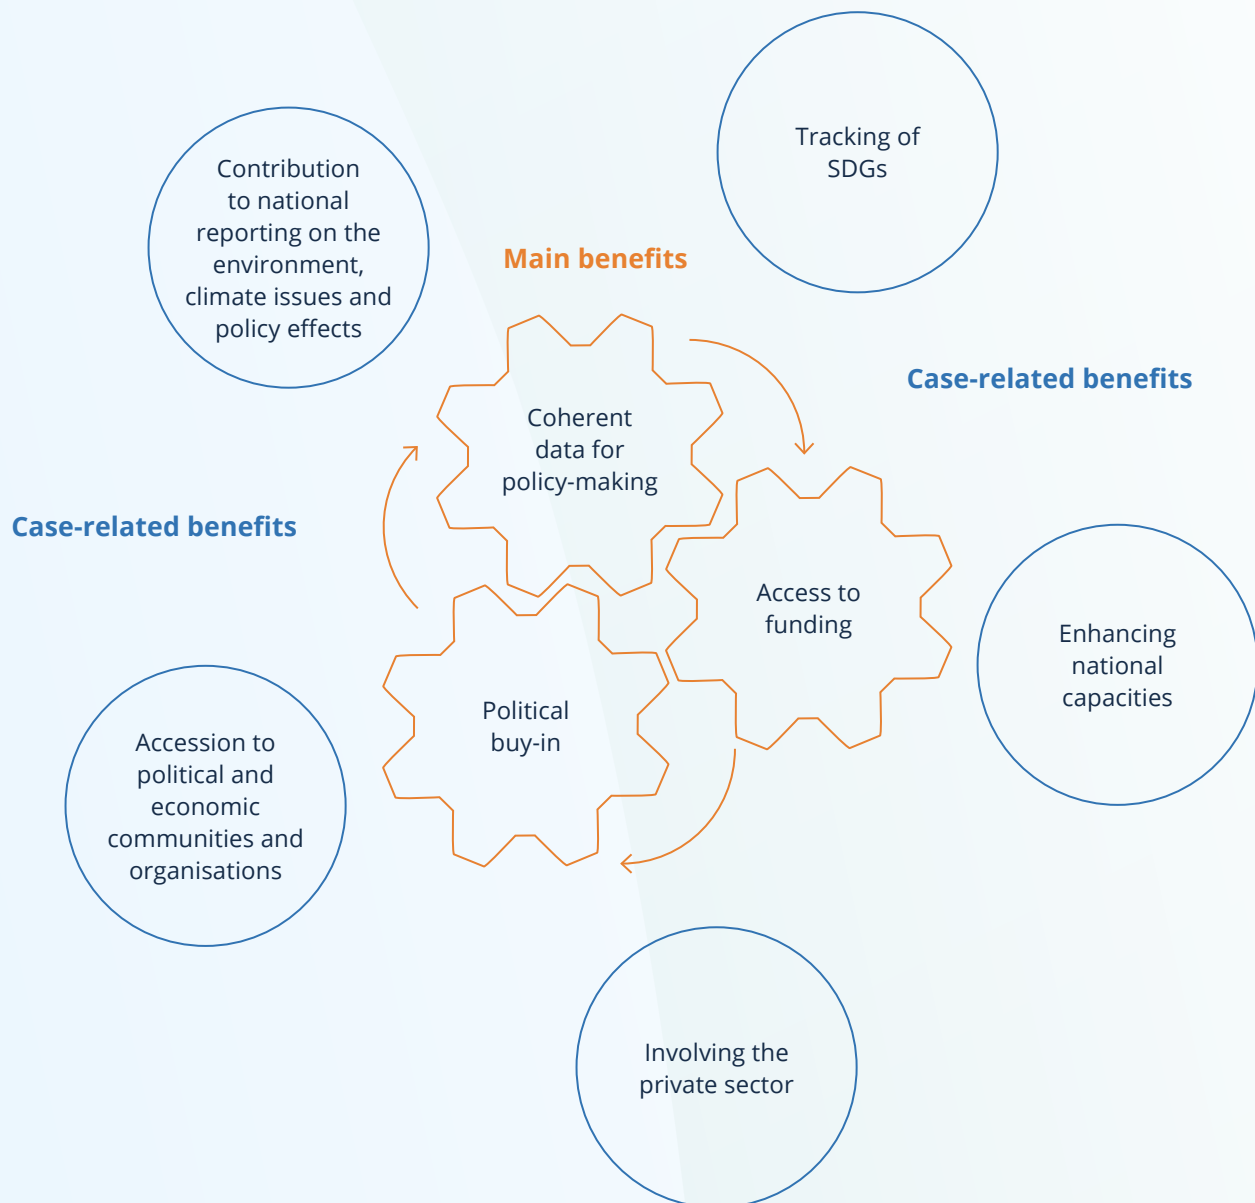 Tracking of
SDGs
Contribution
to national
reporting on the
environment,
climate issues and
policy effects
Main benefits
Case-related benefits
Coherent
data for
policy-making
Case-related benefits
Access to
funding
Enhancing
national
capacities
Political
buy-in
Accession to
political and
economic
communities and
organisations
Involving the
private sector